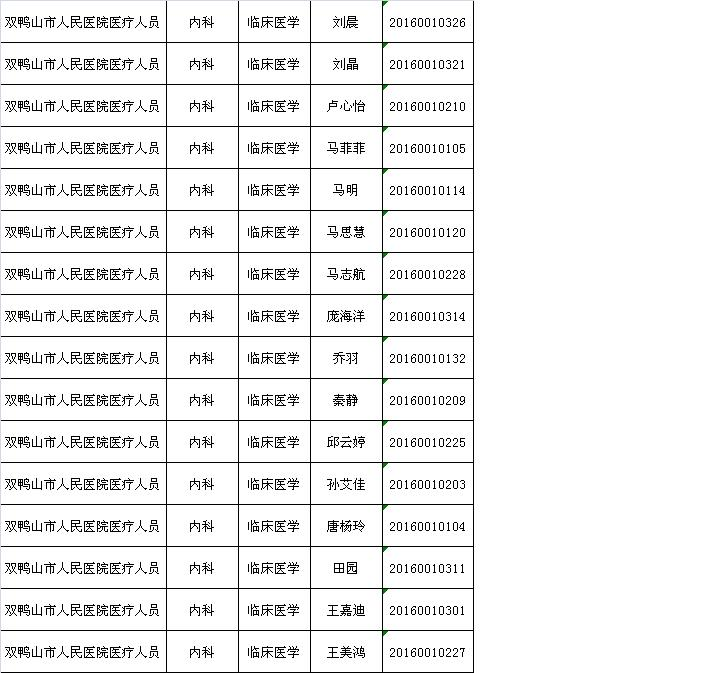 双鸭山市人民医院医疗人员 内科 临床医学 刘晨 20160010326
双鸭山市人民医院医疗人员 内科 临床医学 刘晶 20160010321
双鸭山市人民医院医疗人员 内科 临床医学 卢心怡 20160010210
双鸭山市人民医院医疗人员 内科 临床医学 马菲菲 20160010105
双鸭山市人民医院医疗人员 内科 临床医学 马明 20160010114
双鸭山市人民医院医疗人员 内科 临床医学 马思慧 20160010120
双鸭山市人民医院医疗人员 内科 临床医学 马志航 20160010228
双鸭山市人民医院医疗人员 内科 临床医学 庞海洋 20160010314
双鸭山市人民医院医疗人员 内科 临床医学 乔羽 20160010132
双鸭山市人民医院医疗人员 内科 临床医学 秦静 20160010209
双鸭山市人民医院医疗人员 内科 临床医学 邱云婷 20160010225
双鸭山市人民医院医疗人员 内科 临床医学 孙艾佳 20160010203
双鸭山市人民医院医疗人员 内科 临床医学 唐杨玲 20160010104
双鸭山市人民医院医疗人员 内科 临床医学 田园 20160010311
双鸭山市人民医院医疗人员 内科 临床医学 王嘉迪 20160010301
双鸭山市人民医院医疗人员 内科 临床医学 王美鸿 20160010227